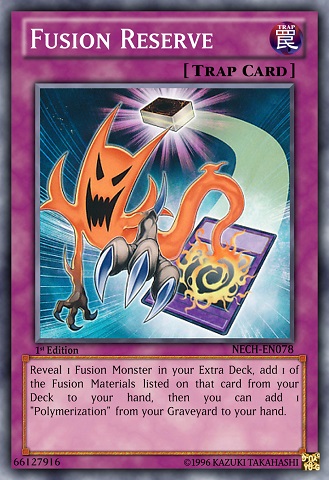 FUSION RESERVE
TRAP
罠
[TRAP CARD]
1st Edition
NECH-EN078
Reveal 1 Fusion Monster in your Extra Deck, add 1 of
the Fusion Materials listed on that card from your
Deck to your hand, then you can add 1
"Polymerization" from your Graveyard to your hand.
66127916
©1996 KAZUKI TAKAHASHI